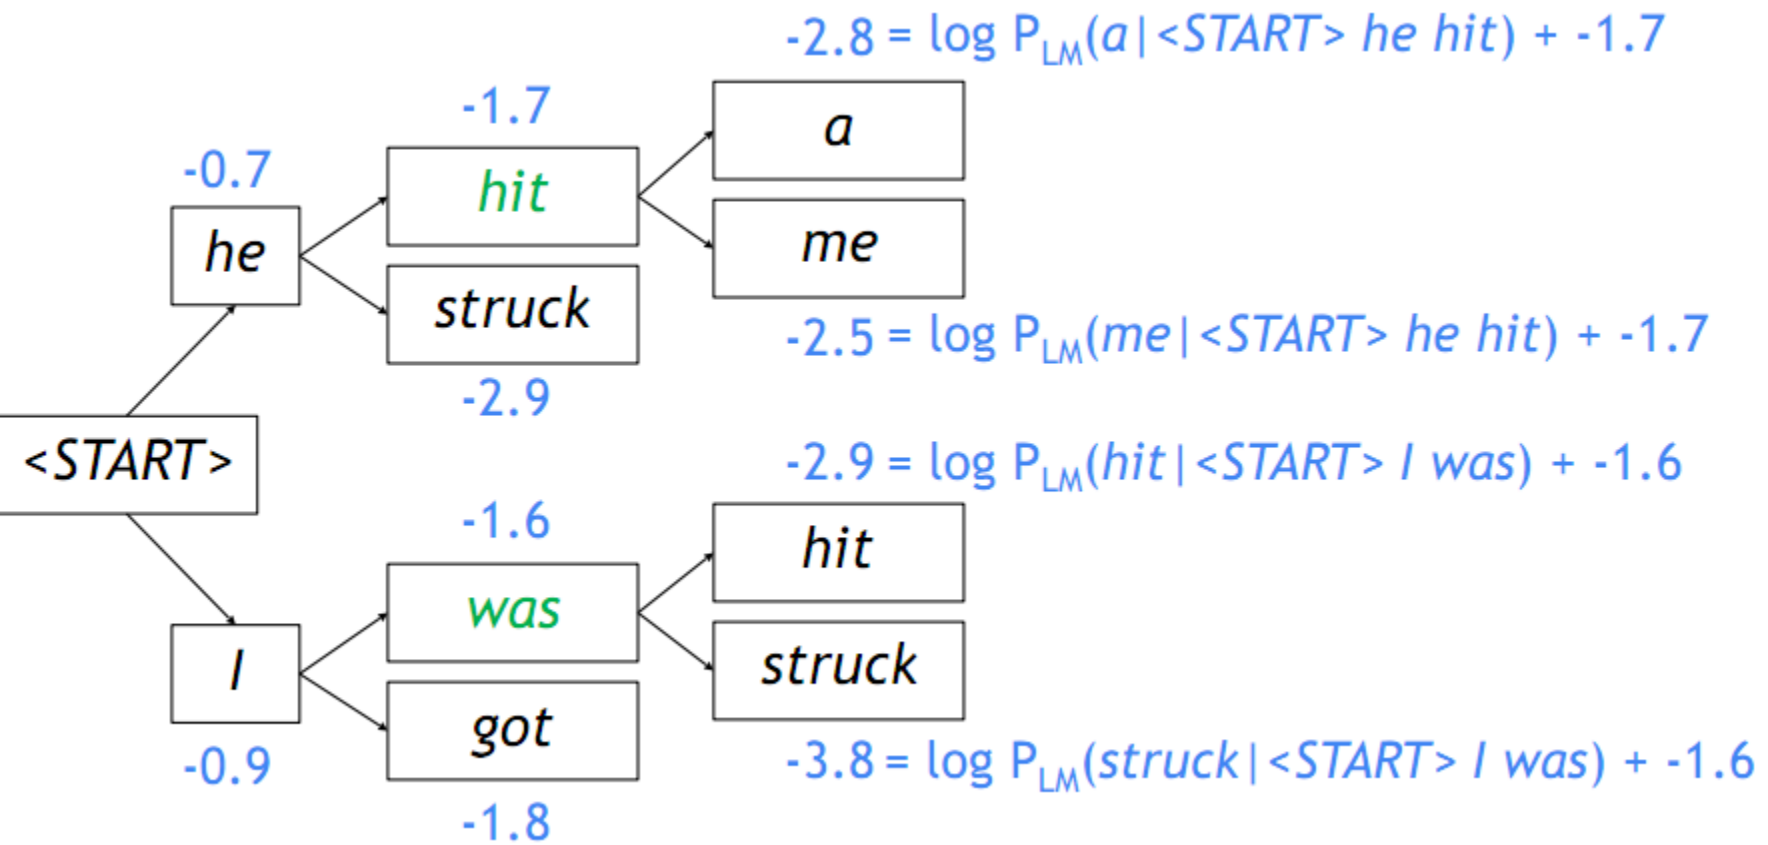 -2.8 = log P_LM(a|<START> he hit) + -1.7
-1.7
a
-0.7
hit
he
me
struck
-2.5 = log P_LM(me|<START> he hit) + -1.7
-2.9
<START>
-2.9 = log P_LM(hit|<START> I was) + -1.6
-1.6
hit
was
I
struck
got
-0.9
-3.8 = log P_LM(struck|<START> I was) + -1.6
-1.8